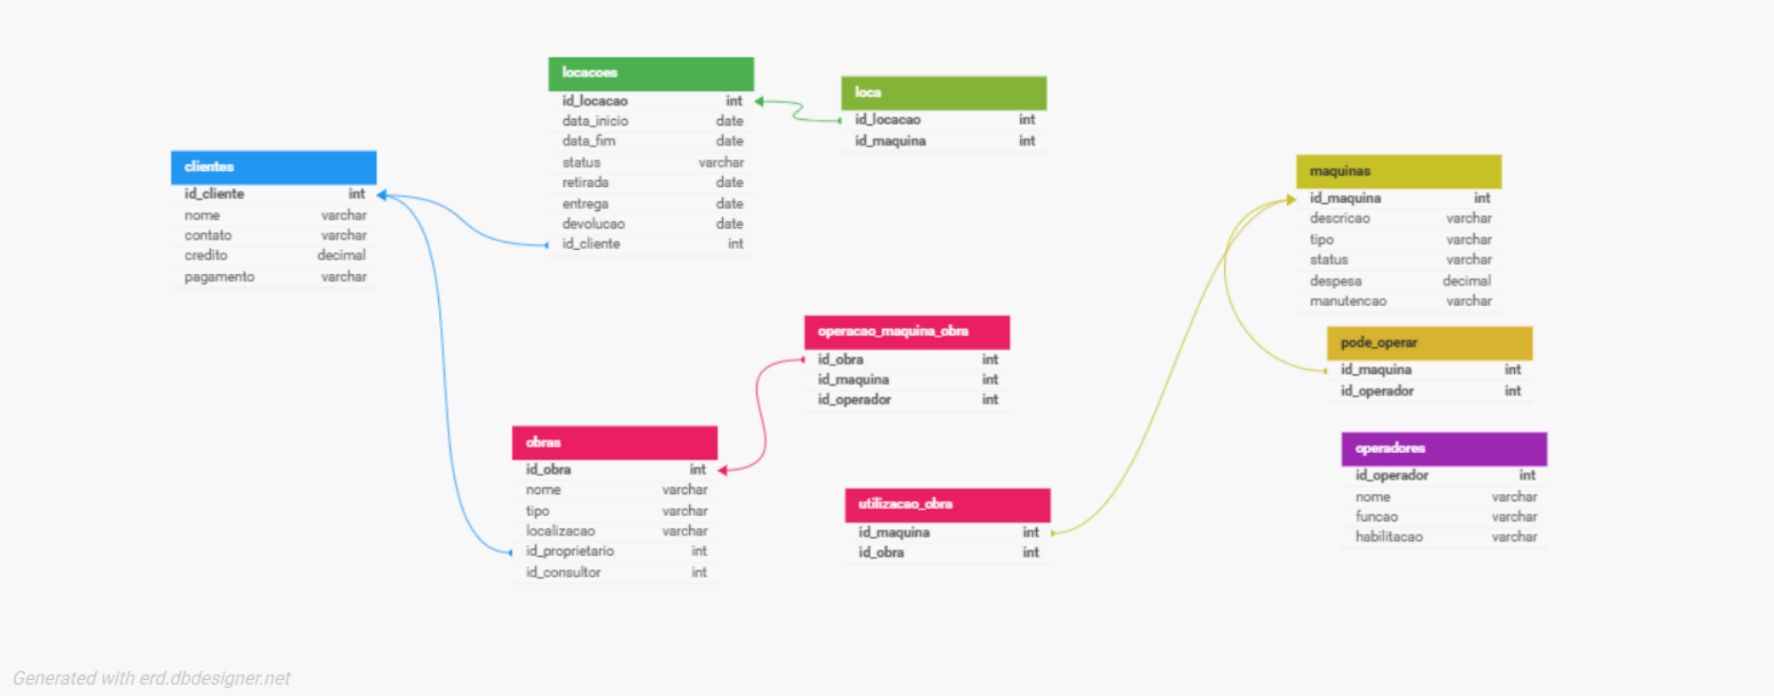 locacoes
id_locacao int
data_inicio date
data_fim date
status varchar
retirada date
entrega date
devolucao date
id_cliente int
loca
id_locacao int
id_maquina int
clientes
id_cliente int
nome varchar
contato varchar
credito decimal
pagamento varchar
maquinas
id_maquina int
descricao varchar
tipo varchar
status varchar
despesa decimal
manutencao varchar
operacao_maquina_obra
id_obra int
id_maquina int
id_operador int
pode_operar
id_maquina int
id_operador int
obras
id_obra int
nome varchar
tipo varchar
localizacao varchar
id_proprietario int
id_consultor int
utilizacao_obra
id_maquina int
id_obra int
operadores
id_operador int
nome varchar
funcao varchar
habilitacao varchar
Generated with erd.dbdesigner.net